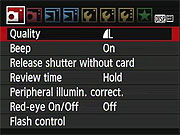 DISP.
Quality L
Beep On
Release shutter without card
Review time Hold
Peripheral illumin. correct.
Red-eye On/Off Off
Flash control